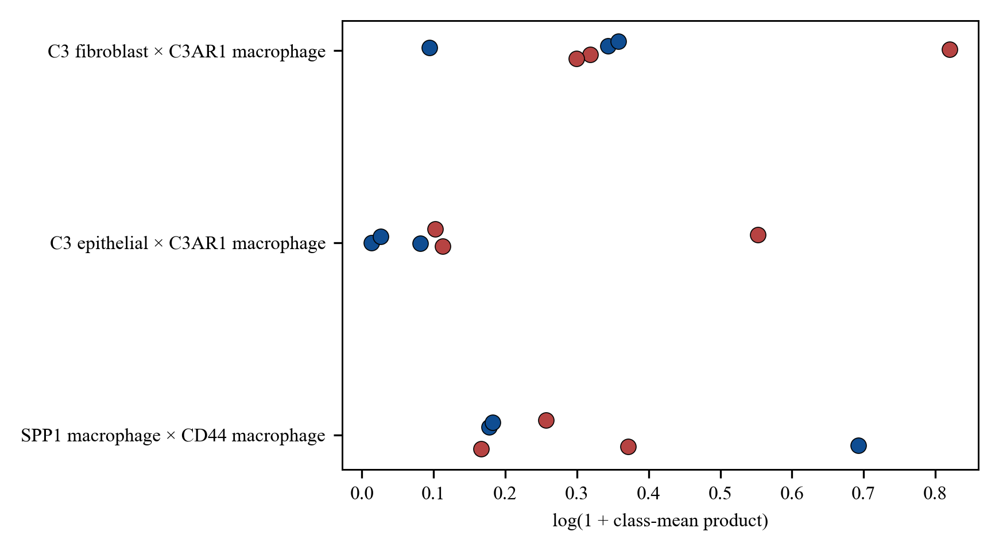 C3 fibroblast × C3AR1 macrophage
C3 epithelial × C3AR1 macrophage
SPP1 macrophage × CD44 macrophage
0.0 0.1 0.2 0.3 0.4 0.5 0.6 0.7 0.8
log(1 + class-mean product)